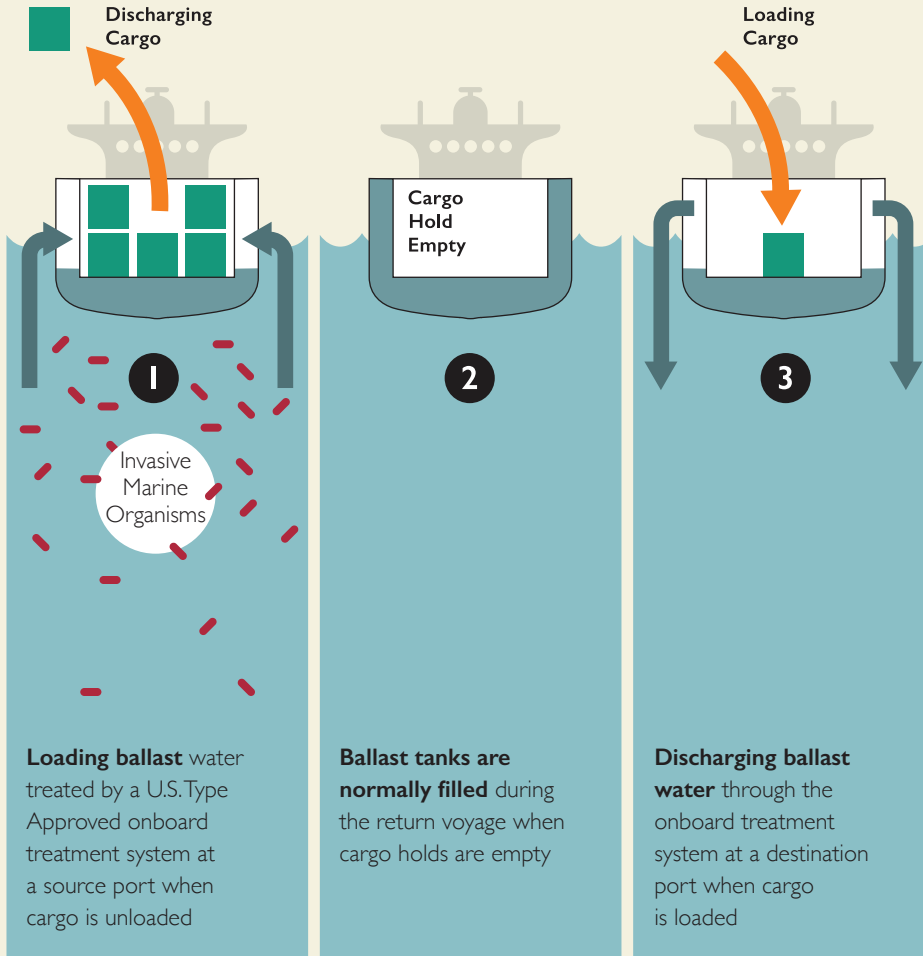 Discharging
Cargo
Loading
Cargo
Cargo
Hold
Empty
1
2
3
Invasive
Marine
Organisms
Loading ballast water
treated by a U.S. Type
Approved onboard
treatment system at
a source port when
cargo is unloaded
Ballast tanks are
normally filled during
the return voyage when
cargo holds are empty
Discharging ballast
water through the
onboard treatment
system at a destination
port when cargo
is loaded